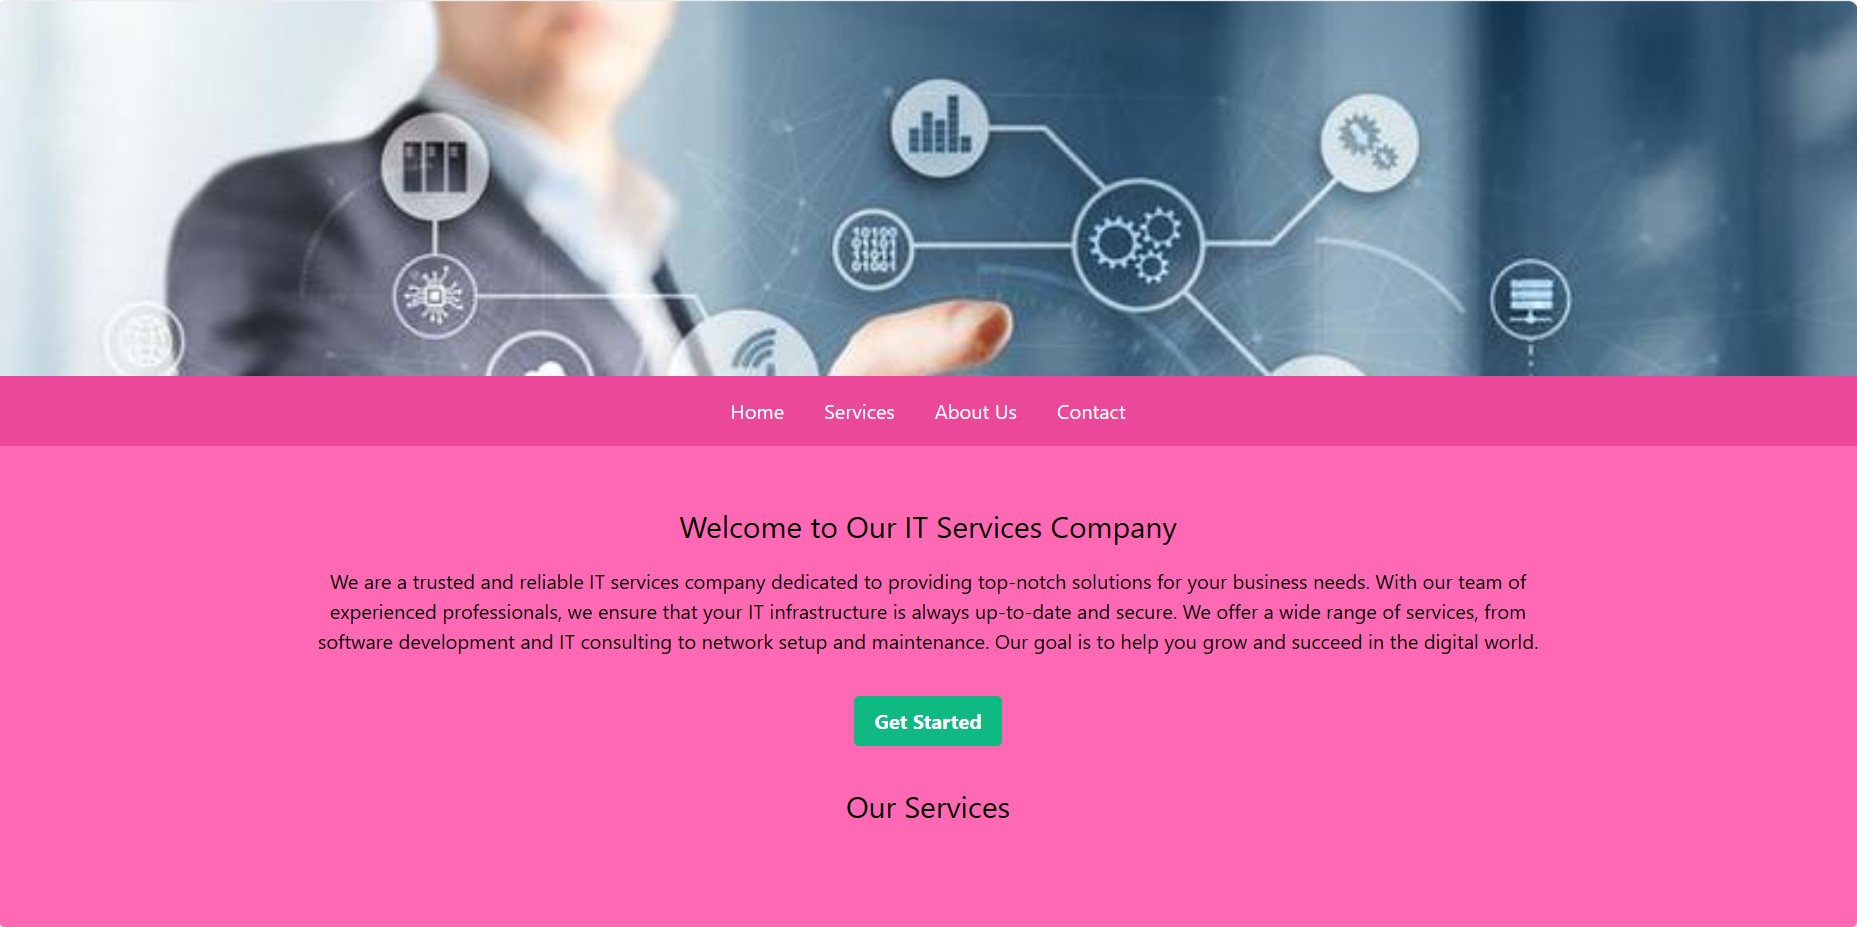 10100
01101
11011
01001
Home Services About Us Contact
Welcome to Our IT Services Company
We are a trusted and reliable IT services company dedicated to providing top-notch solutions for your business needs. With our team of
experienced professionals, we ensure that your IT infrastructure is always up-to-date and secure. We offer a wide range of services, from
software development and IT consulting to network setup and maintenance. Our goal is to help you grow and succeed in the digital world.
Get Started
Our Services